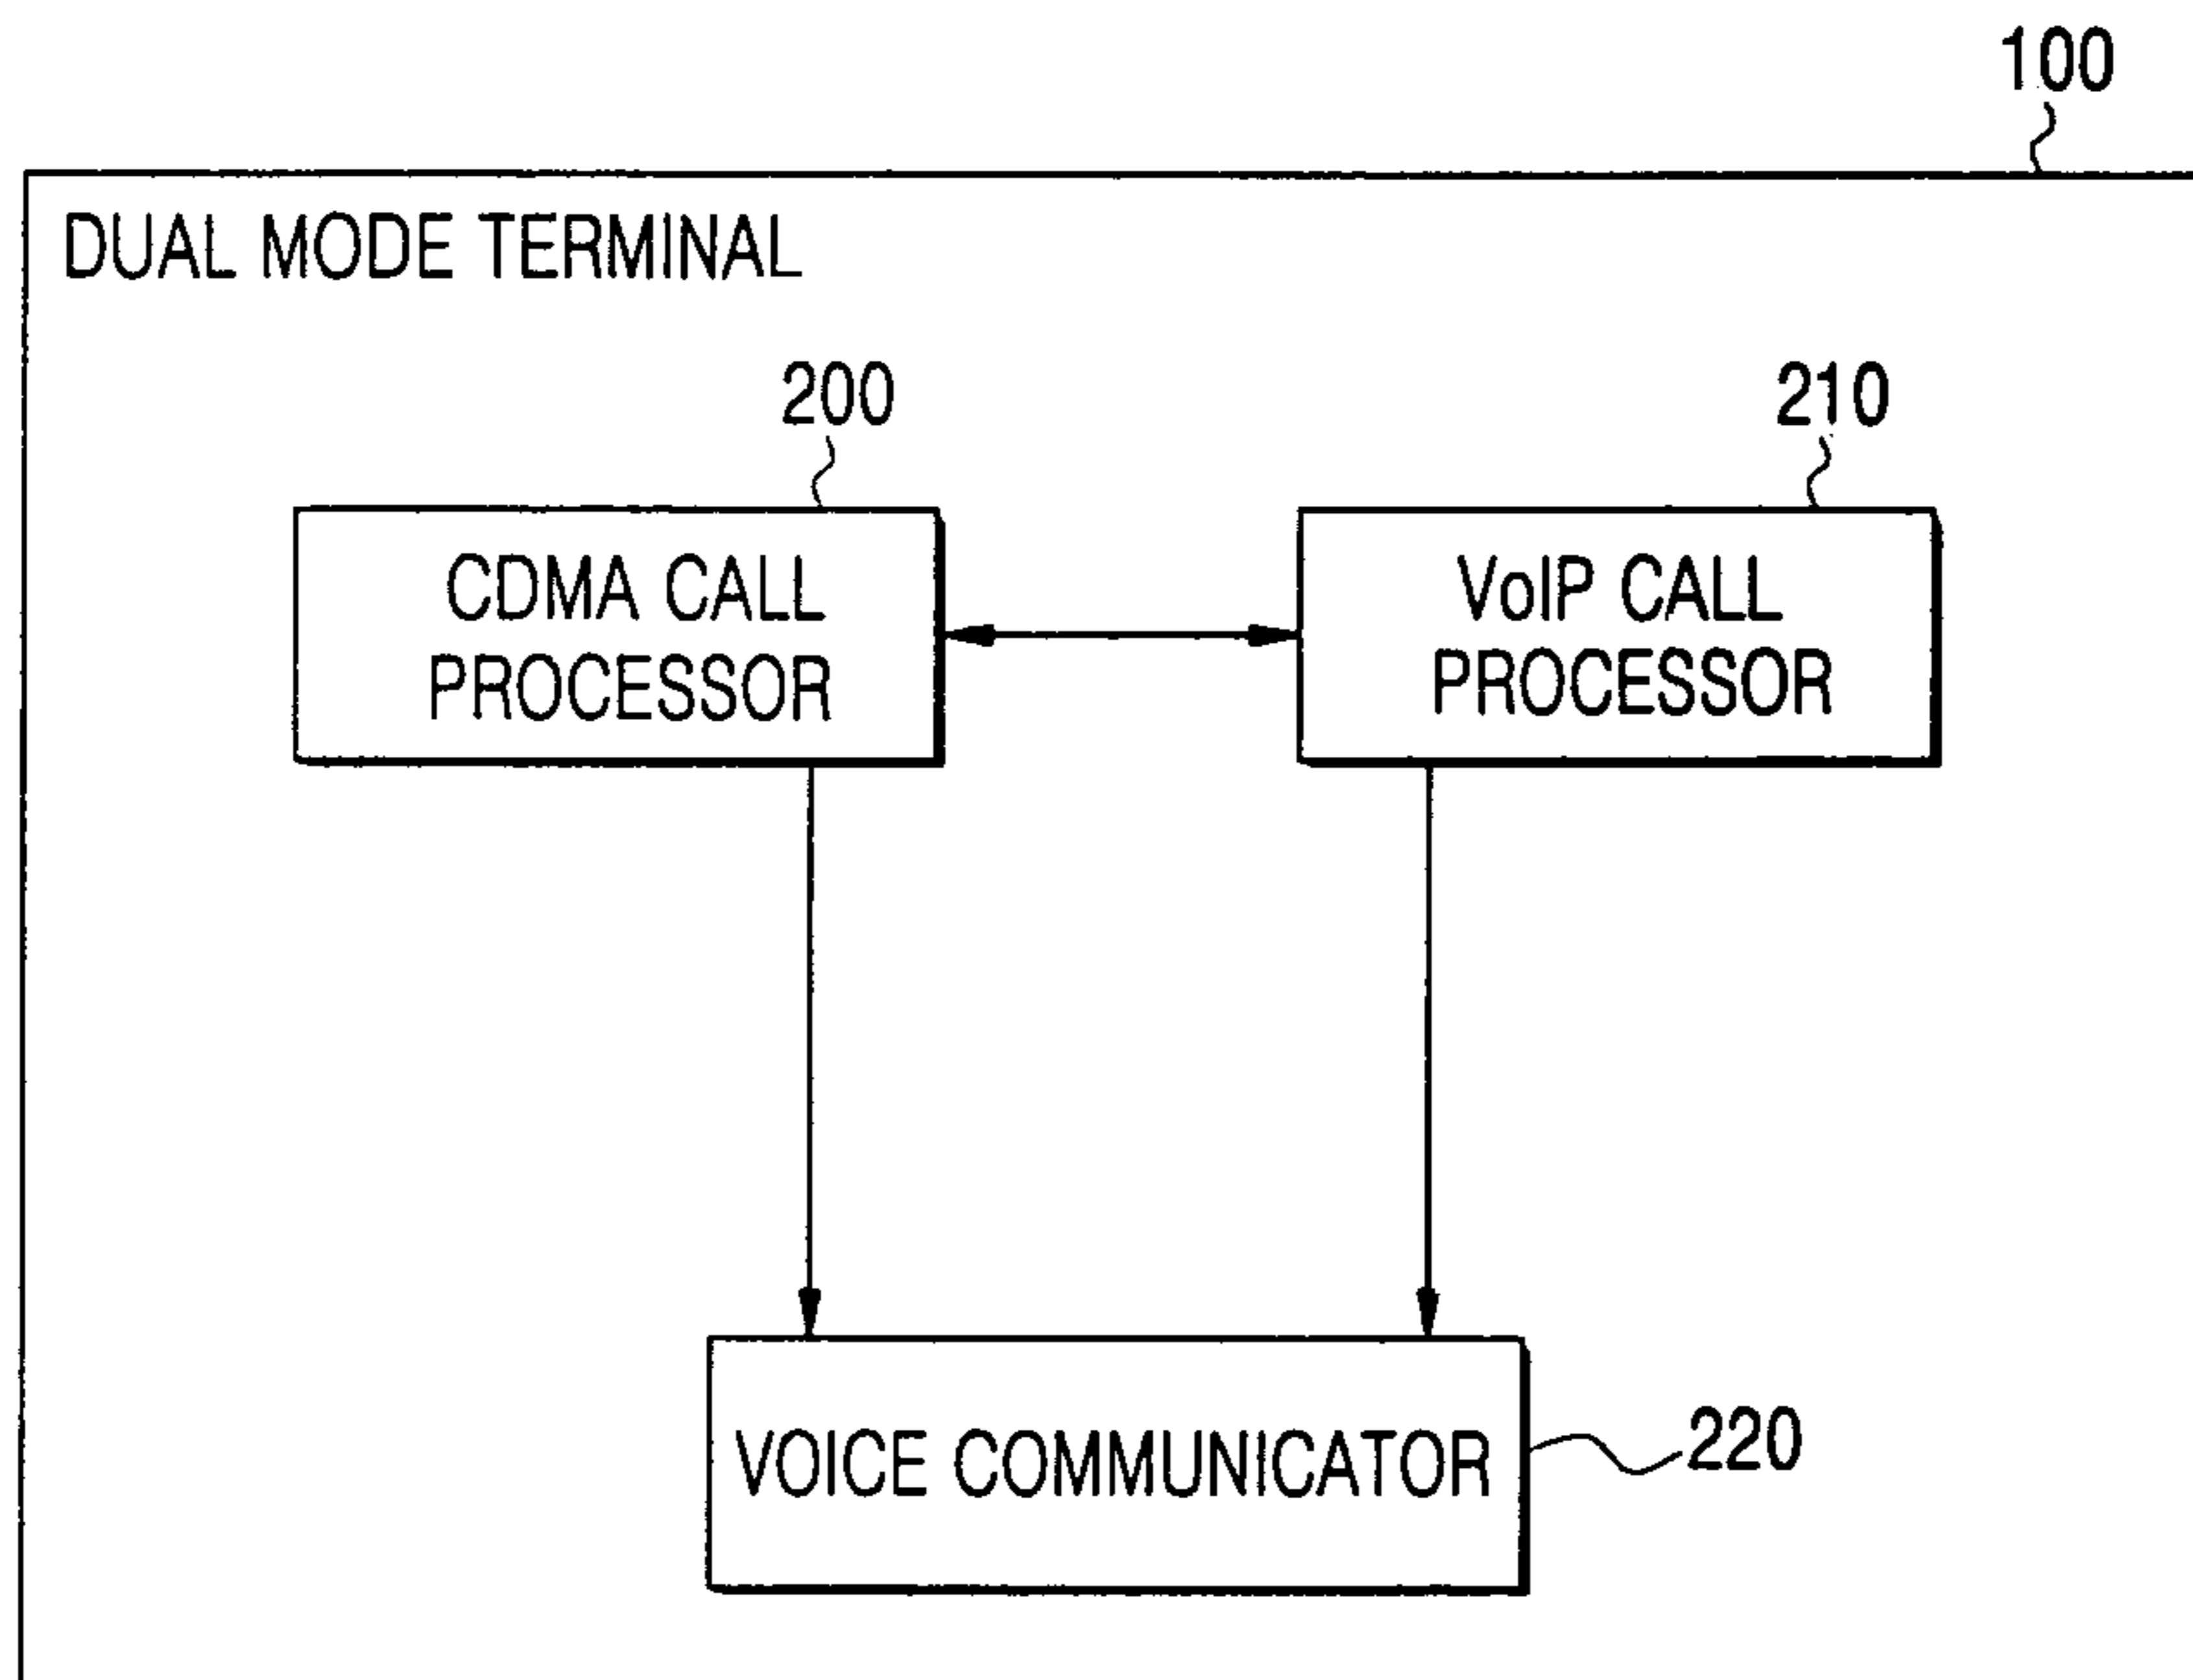 100
DUAL MODE TERMINAL
200
210
CDMA CALL
PROCESSOR
VoIP CALL
PROCESSOR
VOICE COMMUNICATOR
220